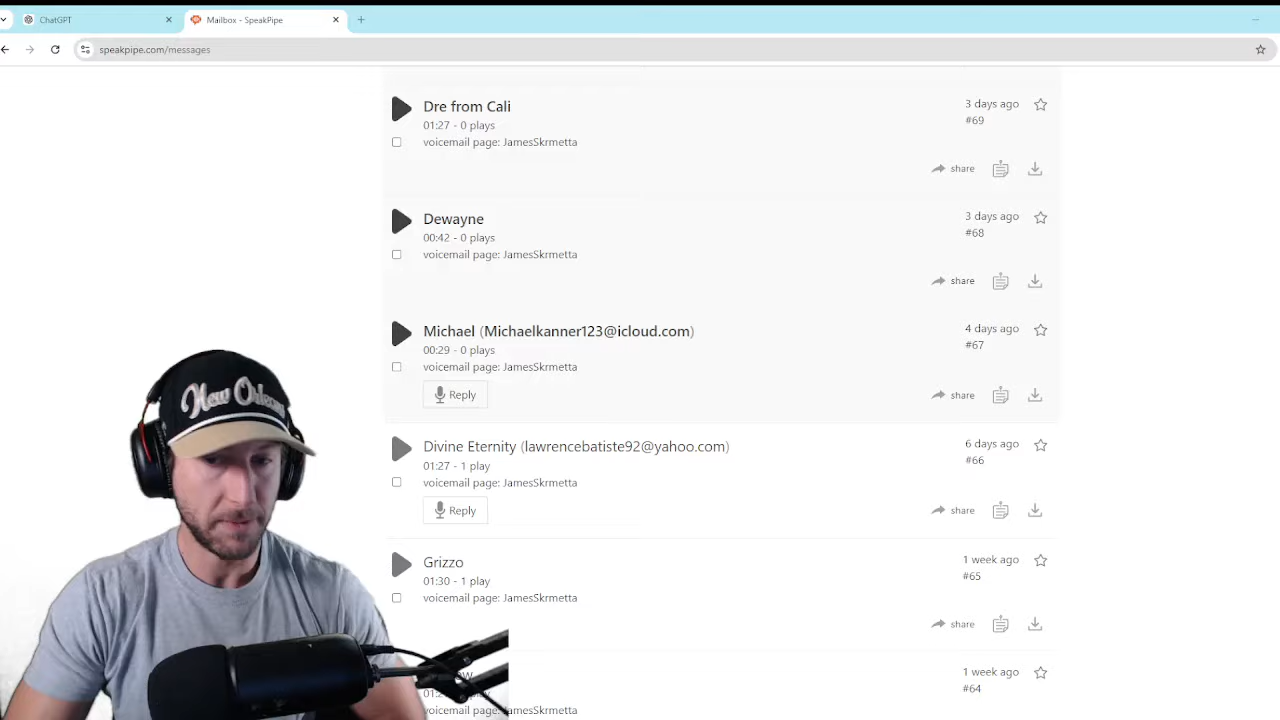 ChatGPT
Mailbox - SpeakPipe
speakpipe.com/messages
Dre from Cali
3 days ago
01:27 - 0 plays
#69
voicemail page: JamesSkrmetta
share
Dewayne
3 days ago
00:42 - 0 plays
#68
voicemail page: JamesSkrmetta
share
Michael (Michaelkanner123@icloud.com)
4 days ago
00:29 - 0 plays
#67
voicemail page: JamesSkrmetta
Reply
share
Divine Eternity (lawrencebatiste92@yahoo.com)
6 days ago
01:27 - 1 play
#66
voicemail page: JamesSkrmetta
Reply
share
Grizzo
1 week ago
01:30 - 1 play
#65
voicemail page: JamesSkrmetta
share
1 week ago
#64
voicemail page: JamesSkrmetta
New Orleans